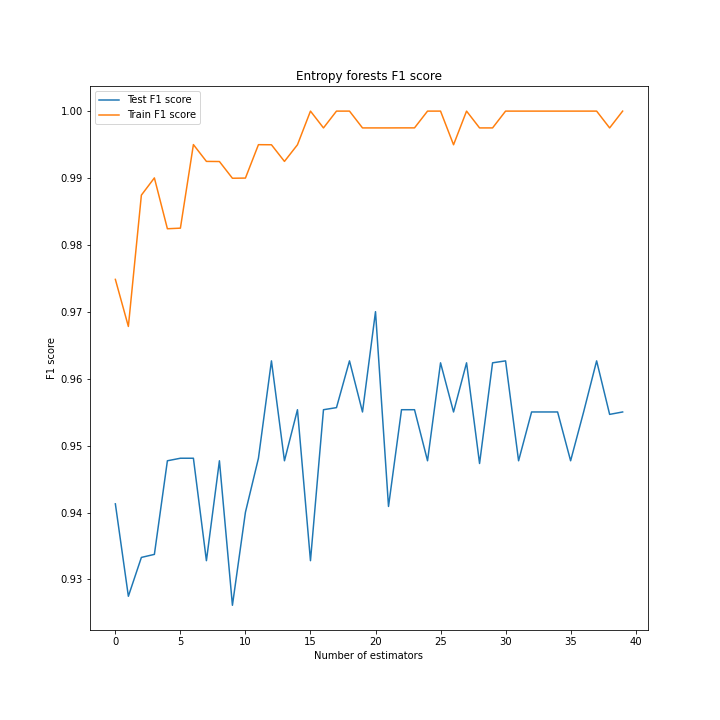 Entropy forests F1 score
Test F1 score
Train F1 score
1.00
0.99
0.98
0.97
0.96
0.95
0.94
0.93
F1 score
0 5 10 15 20 25 30 35 40
Number of estimators